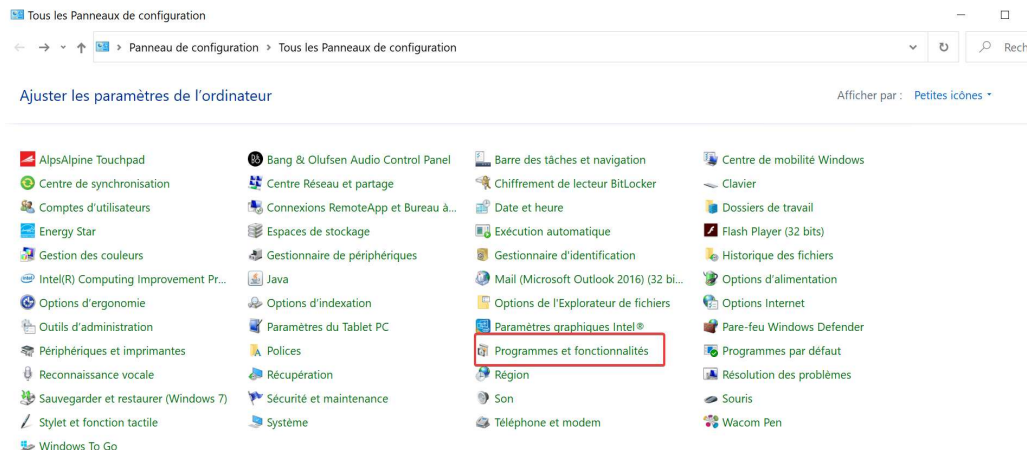 Tous les Panneaux de configuration
Panneau de configuration > Tous les Panneaux de configuration
Rech
Ajuster les paramètres de l'ordinateur
Afficher par : Petites icônes
AlpsAlpine Touchpad
Bang & Olufsen Audio Control Panel
Barre des tâches et navigation
Centre de mobilité Windows
Centre de synchronisation
Centre Réseau et partage
Chiffrement de lecteur BitLocker
Clavier
Comptes d'utilisateurs
Connexions RemoteApp et Bureau à...
Date et heure
Dossiers de travail
Energy Star
Espaces de stockage
Exécution automatique
Flash Player (32 bits)
Gestion des couleurs
Gestionnaire de périphériques
Gestionnaire d'identification
Historique des fichiers
Intel(R) Computing Improvement Pr...
Java
Mail (Microsoft Outlook 2016) (32 bi...
Options d'alimentation
Options d'ergonomie
Options d'indexation
Options de l'Explorateur de fichiers
Options Internet
Outils d'administration
Paramètres du Tablet PC
Paramètres graphiques Intel®
Pare-feu Windows Defender
Périphériques et imprimantes
Polices
Programmes et fonctionnalités
Programmes par défaut
Reconnaissance vocale
Récupération
Région
Résolution des problèmes
Sauvegarder et restaurer (Windows 7)
Sécurité et maintenance
Son
Souris
Stylet et fonction tactile
Système
Téléphone et modem
Wacom Pen
Windows To Go